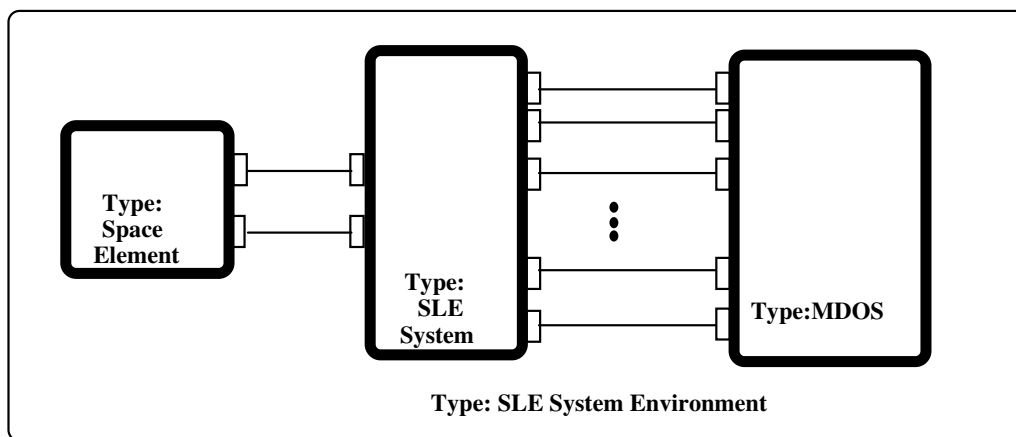 Type:
Space
Element
Type:
SLE
System
Type:MDOS
Type: SLE System Environment